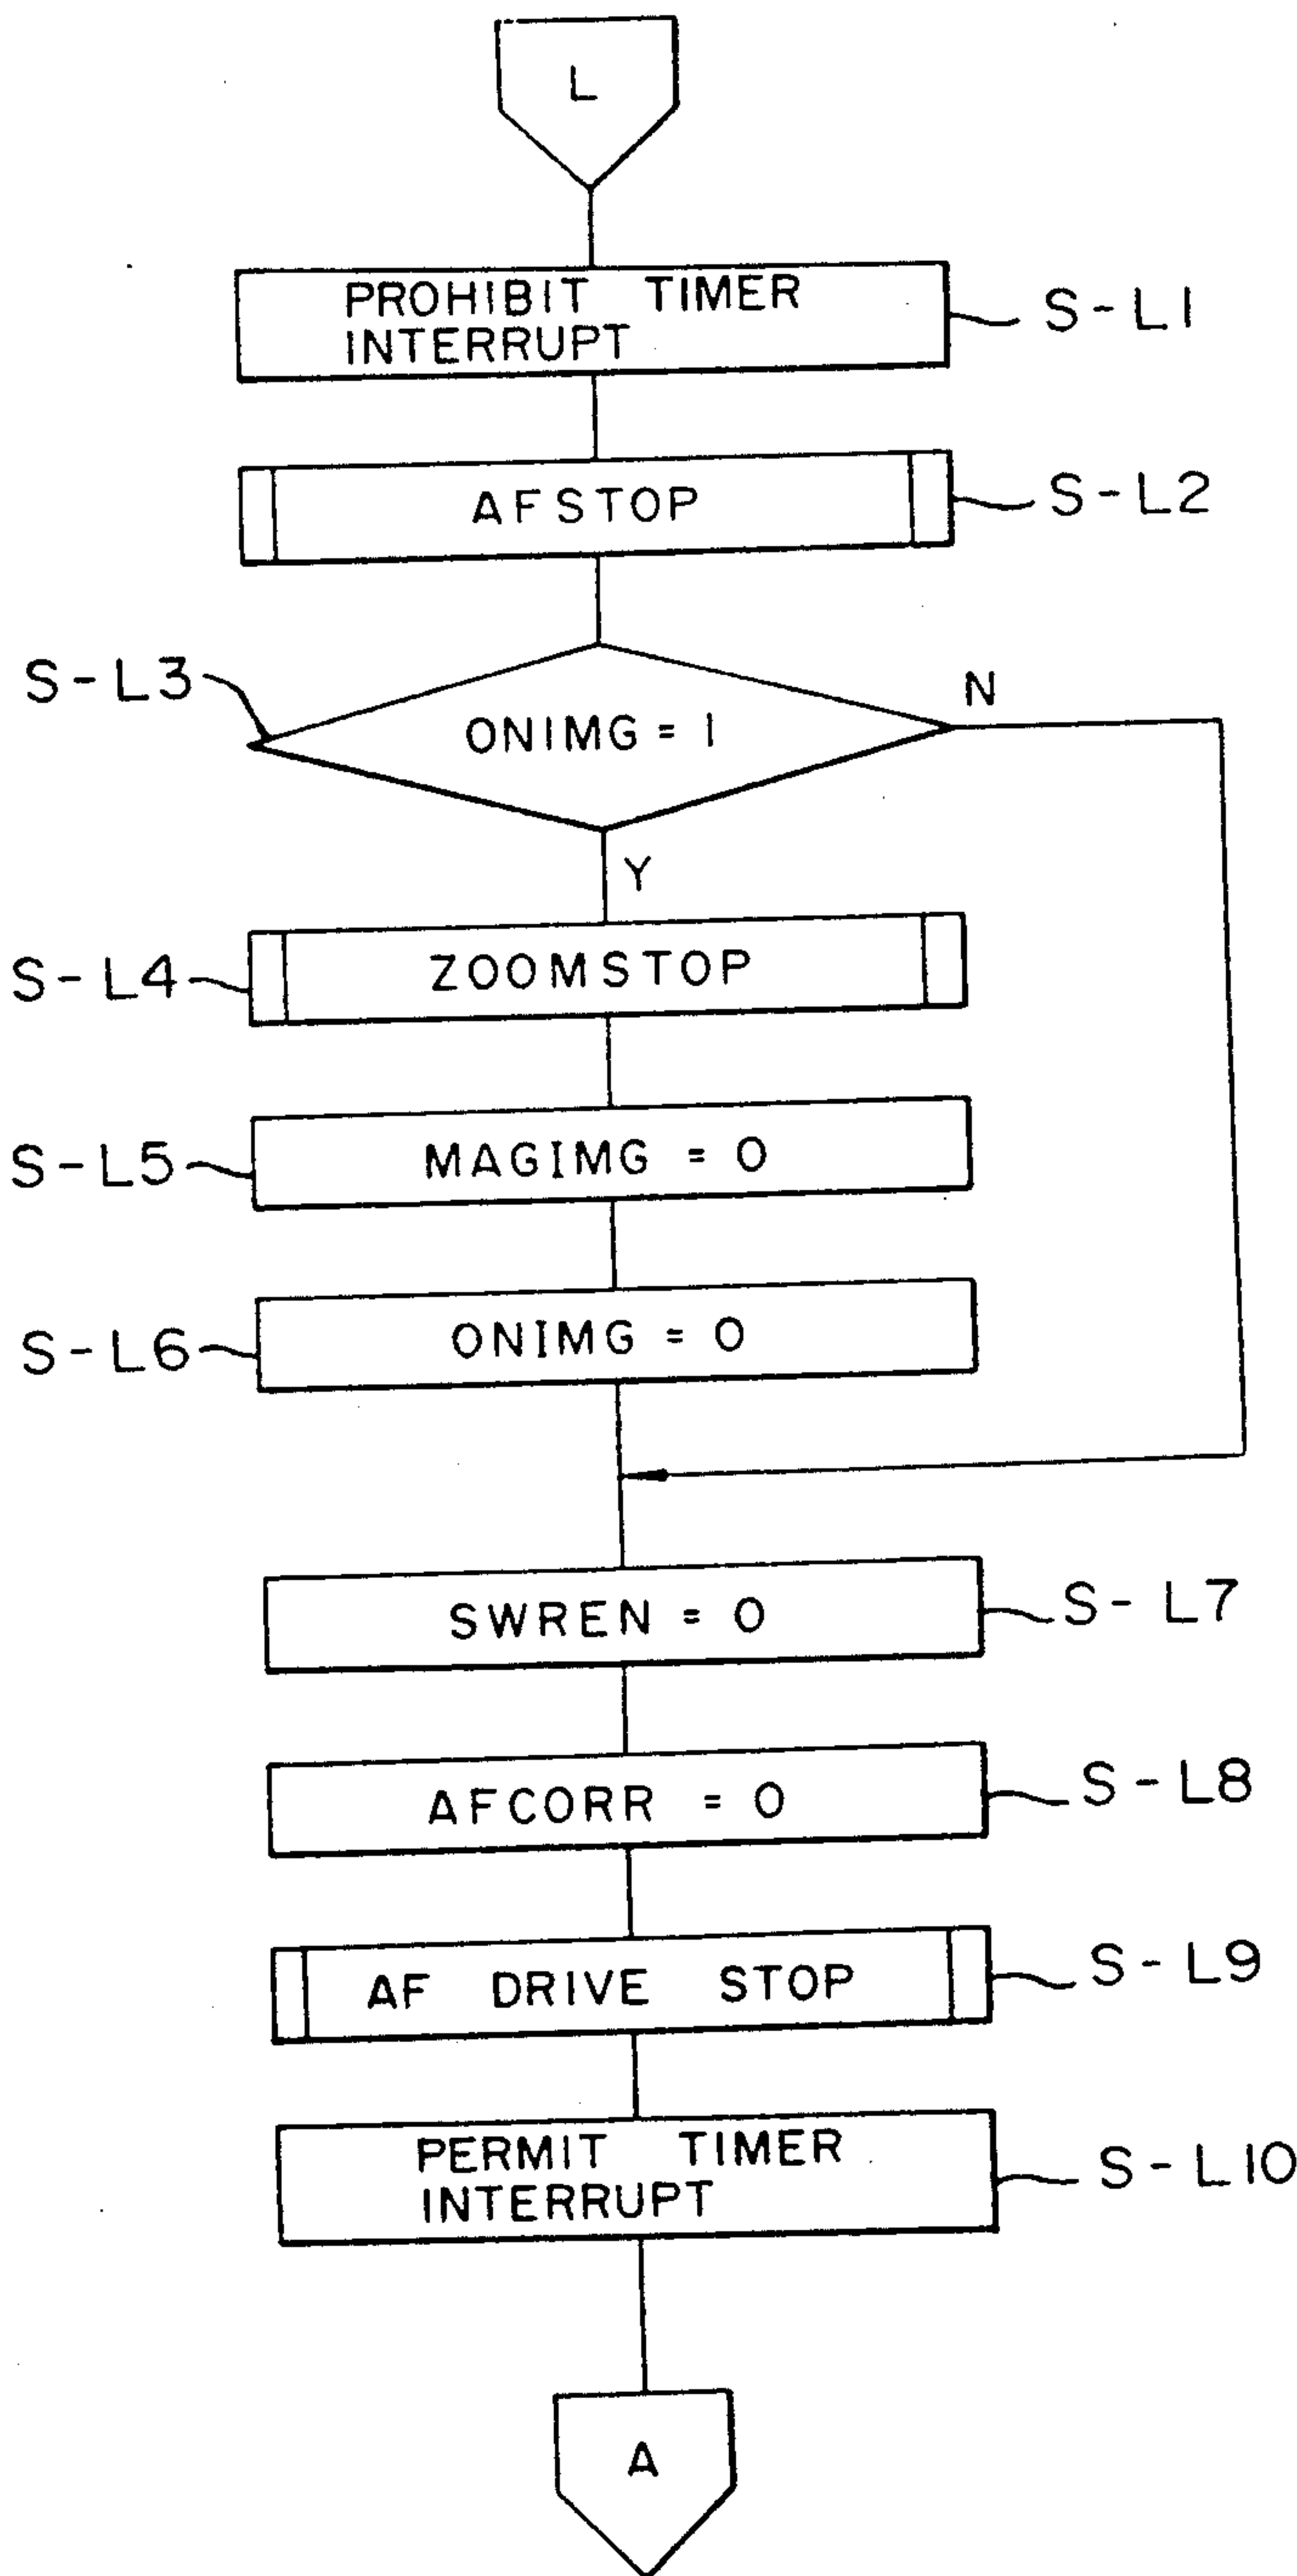 L
PROHIBIT TIMER
INTERRUPT
S-L1
AFSTOP
S-L2
S-L3
ONIMG = 1
N
Y
S-L4
ZOOMSTOP
S-L5
MAGIMG = 0
S-L6
ONIMG = 0
SWREN = 0
S-L7
AFCORR = 0
S-L8
AF DRIVE STOP
S-L9
PERMIT TIMER
INTERRUPT
S-L10
A